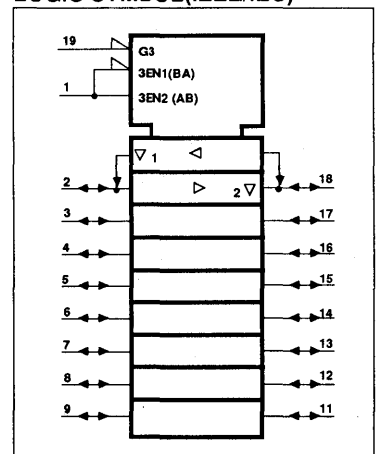 LOGIC SYMBOL(IEEE/IEC)
19
G3
3EN1(BA)
1
3EN2 (AB)
▽ 1 ◁
2 ▷ 2 ▽ 18
3 17
4 16
5 15
6 14
7 13
8 12
9 11